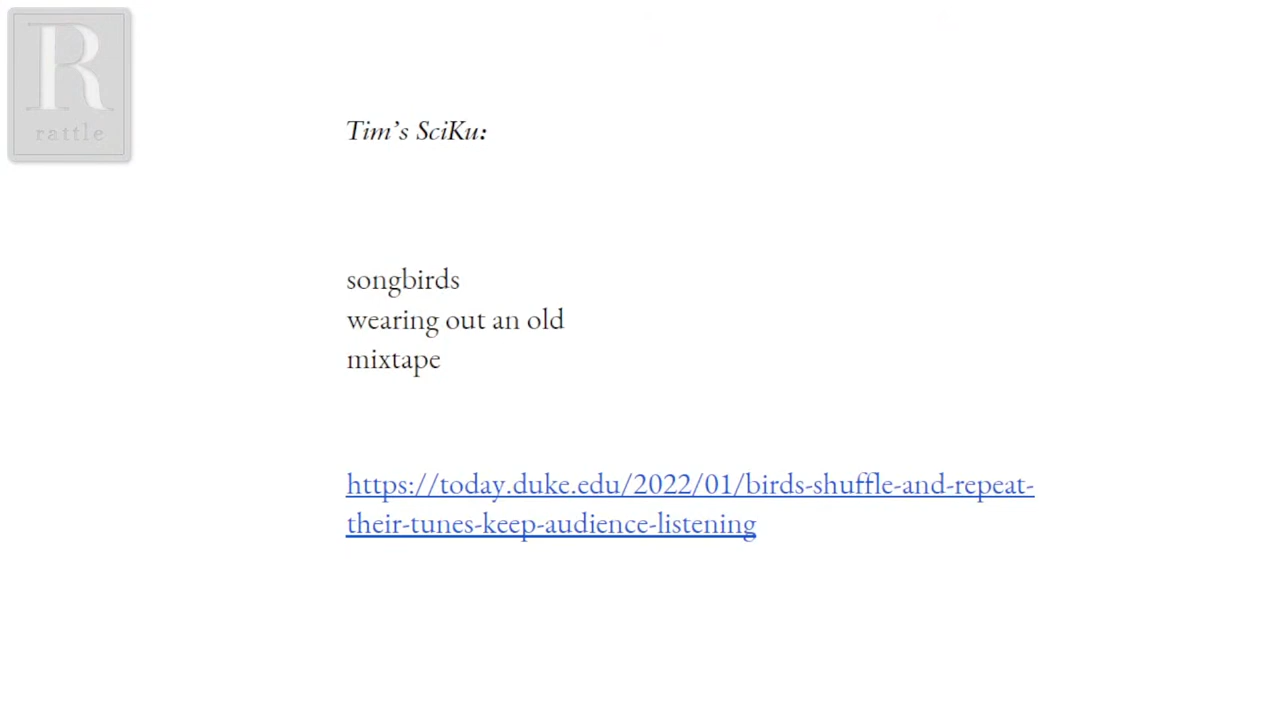 R
rattle
Tim's SciKu:
songbirds
wearing out an old
mixtape
https://today.duke.edu/2022/01/birds-shuffle-and-repeat-
their-tunes-keep-audience-listening